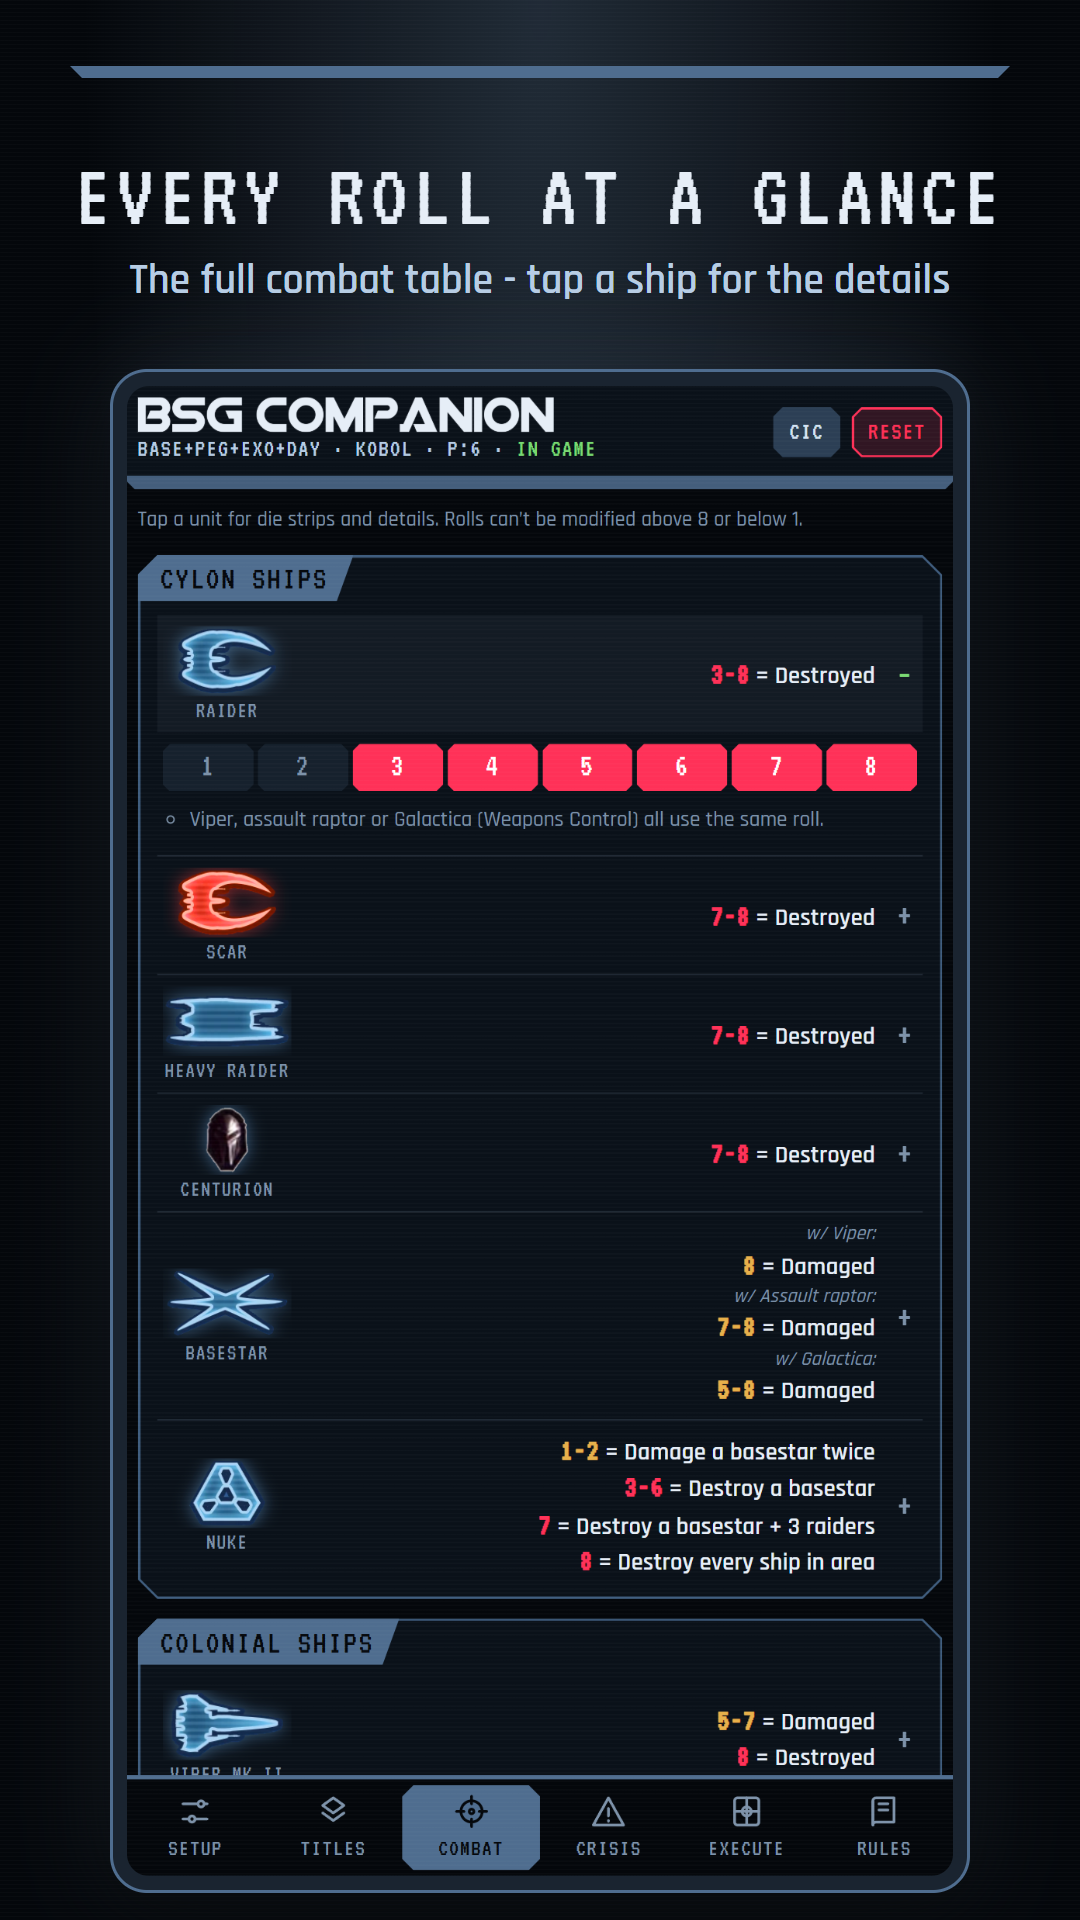 EVERY ROLL AT A GLANCE
The full combat table - tap a ship for the details
BSG COMPANION
BASE+PEG+EXO+DAY · KOBOL · P:6 · IN GAME
CIC
RESET
Tap a unit for die strips and details. Rolls can't be modified above 8 or below 1.
CYLON SHIPS
3-8 = Destroyed -
RAIDER
1 2 3 4 5 6 7 8
Viper, assault raptor or Galactica (Weapons Control) all use the same roll.
7-8 = Destroyed +
SCAR
7-8 = Destroyed +
HEAVY RAIDER
7-8 = Destroyed +
CENTURION
w/ Viper:
8 = Damaged
w/ Assault raptor:
7-8 = Damaged +
w/ Galactica:
5-8 = Damaged
BASESTAR
1-2 = Damage a basestar twice
3-6 = Destroy a basestar
7 = Destroy a basestar + 3 raiders
8 = Destroy every ship in area
+
NUKE
COLONIAL SHIPS
5-7 = Damaged
8 = Destroyed
+
VIPER MK II
SETUP TITLES COMBAT CRISIS EXECUTE RULES